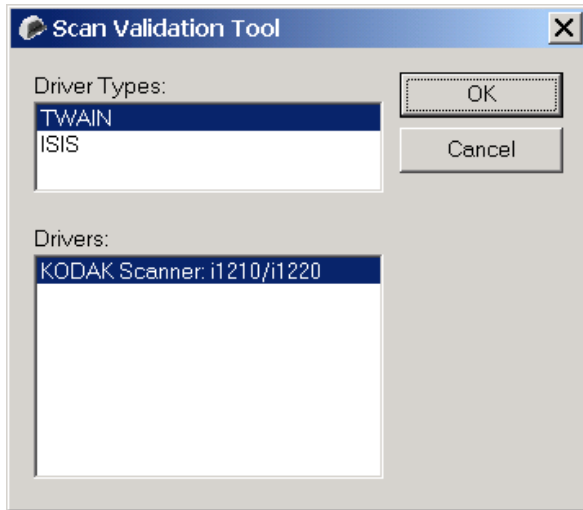 Scan Validation Tool
Driver Types:
TWAIN
ISIS
OK
Cancel
Drivers:
KODAK Scanner: i1210/i1220